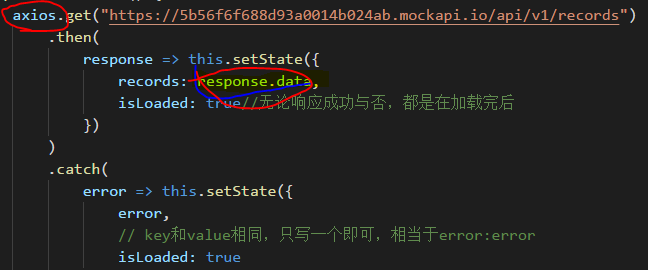 axios.get("https://5b56f6f688d93a0014b024ab.mockapi.io/api/v1/records")
.then(
response => this.setState({
records: response.data,
isLoaded: true//无论响应成功与否，都是在加载完后
})
)
.catch(
error => this.setState({
error,
// key和value相同，只写一个即可，相当于error:error
isLoaded: true